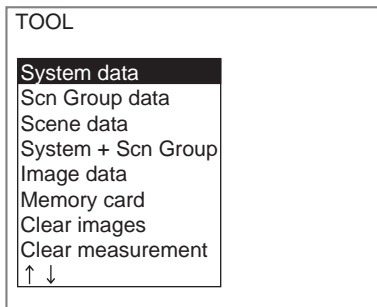 TOOL
System data
Scn Group data
Scene data
System + Scn Group
Image data
Memory card
Clear images
Clear measurement
↑ ↓